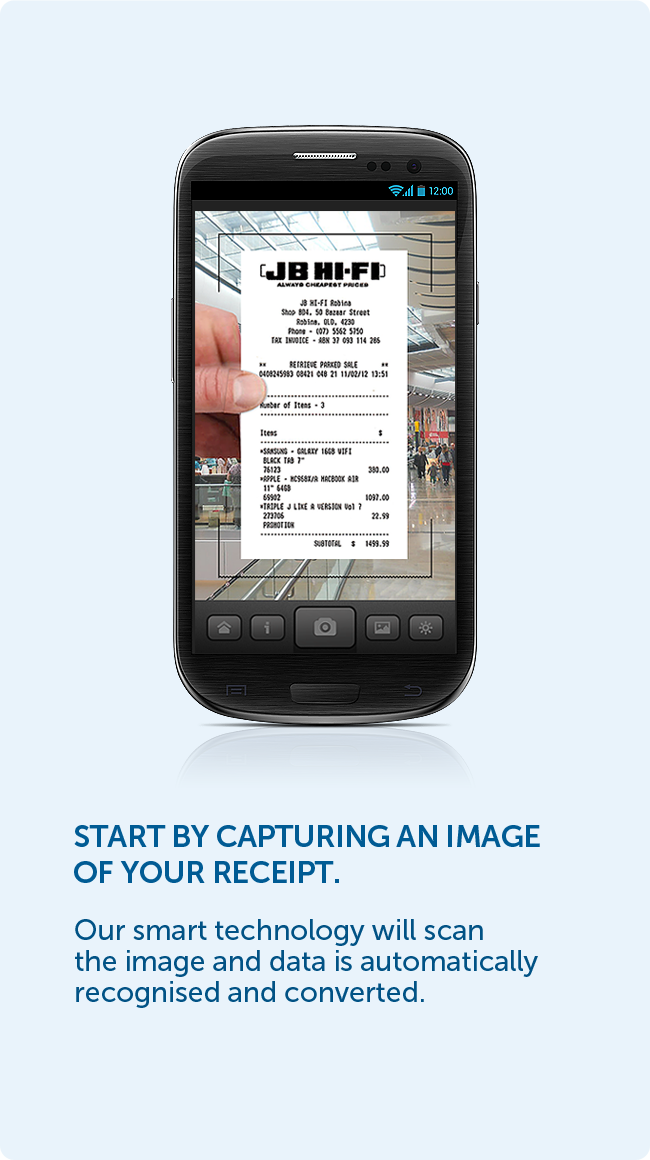 12:00
JB HI-FI
ALWAYS CHEAPEST PRICES
JB HI-FI Robina
Shop 804, 50 Bazaar Street
Robina, QLD, 4230
Phone - (07) 5562 5750
TAX INVOICE - ABN 37 093 114 286
** RETRIEVE PARKED SALE **
0408245983 08421 048 21 11/02/12 13:51
Number of Items - 3
Items $
*SAMSUNG - GALAXY 16GB WIFI
BLACK TAB 7"
76123 380.00
*APPLE - MC968X/A MACBOOK AIR
11" 64GB
69902 1097.00
*TRIPLE J LIKE A VERSION Vol 7
273706 22.99
PROMOTION
SUBTOTAL $ 1499.99
START BY CAPTURING AN IMAGE
OF YOUR RECEIPT.
Our smart technology will scan
the image and data is automatically
recognised and converted.